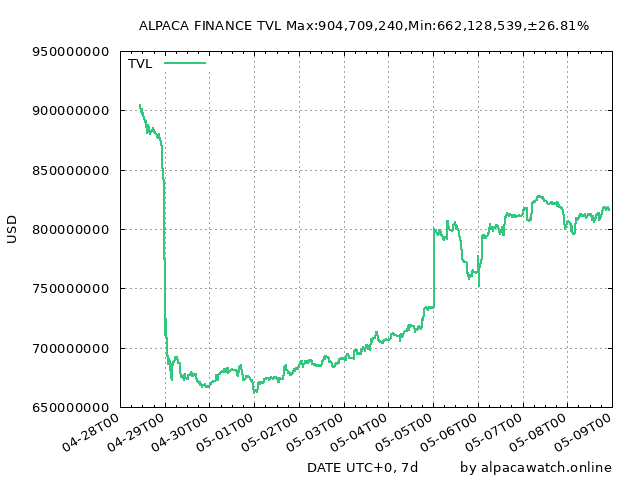 ALPACA FINANCE TVL Max:904,709,240,Min:662,128,539,±26.81%
950000000
TVL
900000000
850000000
800000000
750000000
700000000
650000000
USD
04-28T00
04-29T00
04-30T00
05-01T00
05-02T00
05-03T00
05-04T00
05-05T00
05-06T00
05-07T00
05-08T00
05-09T00
DATE UTC+0, 7d
by alpacawatch.online